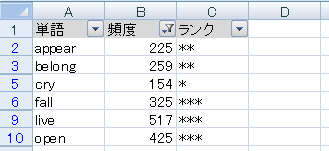 A B C D E
1 単語 頻度 ランク
2 appear 225 **
3 belong 259 **
5 cry 154 *
6 fall 325 ***
9 live 517 ***
10 open 425 ***